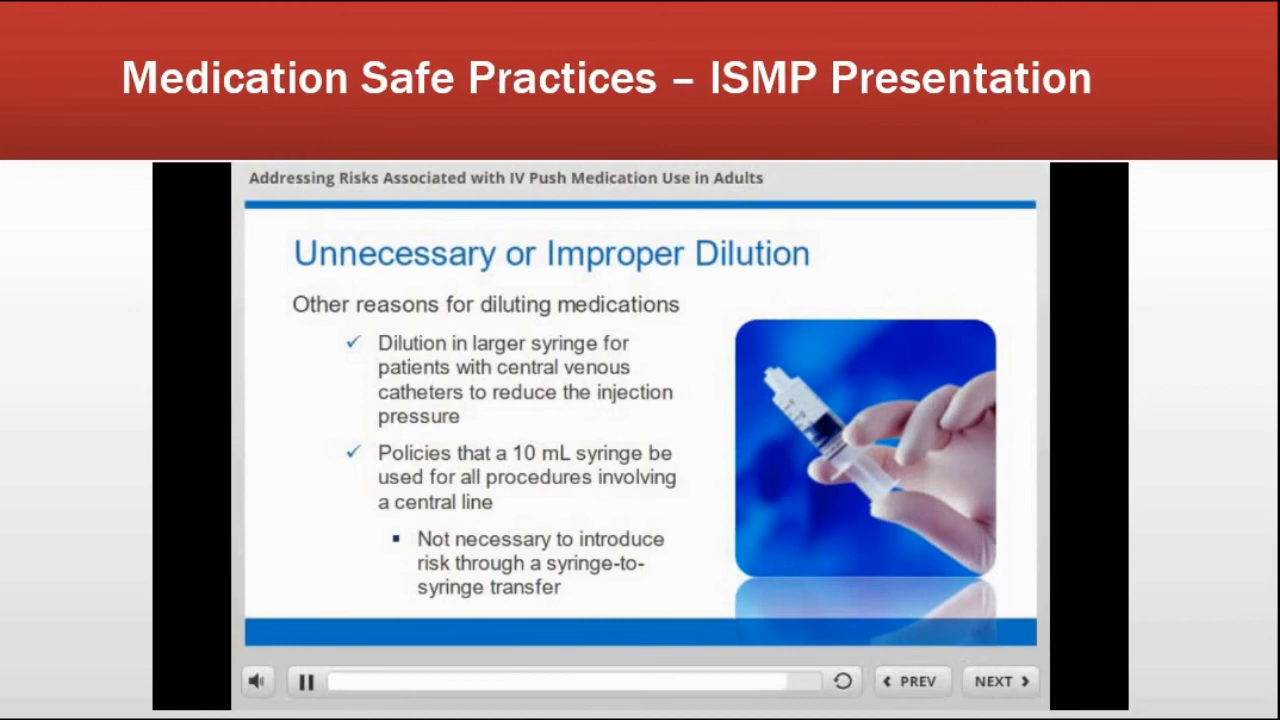 Medication Safe Practices – ISMP Presentation
Addressing Risks Associated with IV Push Medication Use in Adults
Unnecessary or Improper Dilution
Other reasons for diluting medications
Dilution in larger syringe for
patients with central venous
catheters to reduce the injection
pressure
Policies that a 10 mL syringe be
used for all procedures involving
a central line
Not necessary to introduce
risk through a syringe-to-
syringe transfer
PREV
NEXT